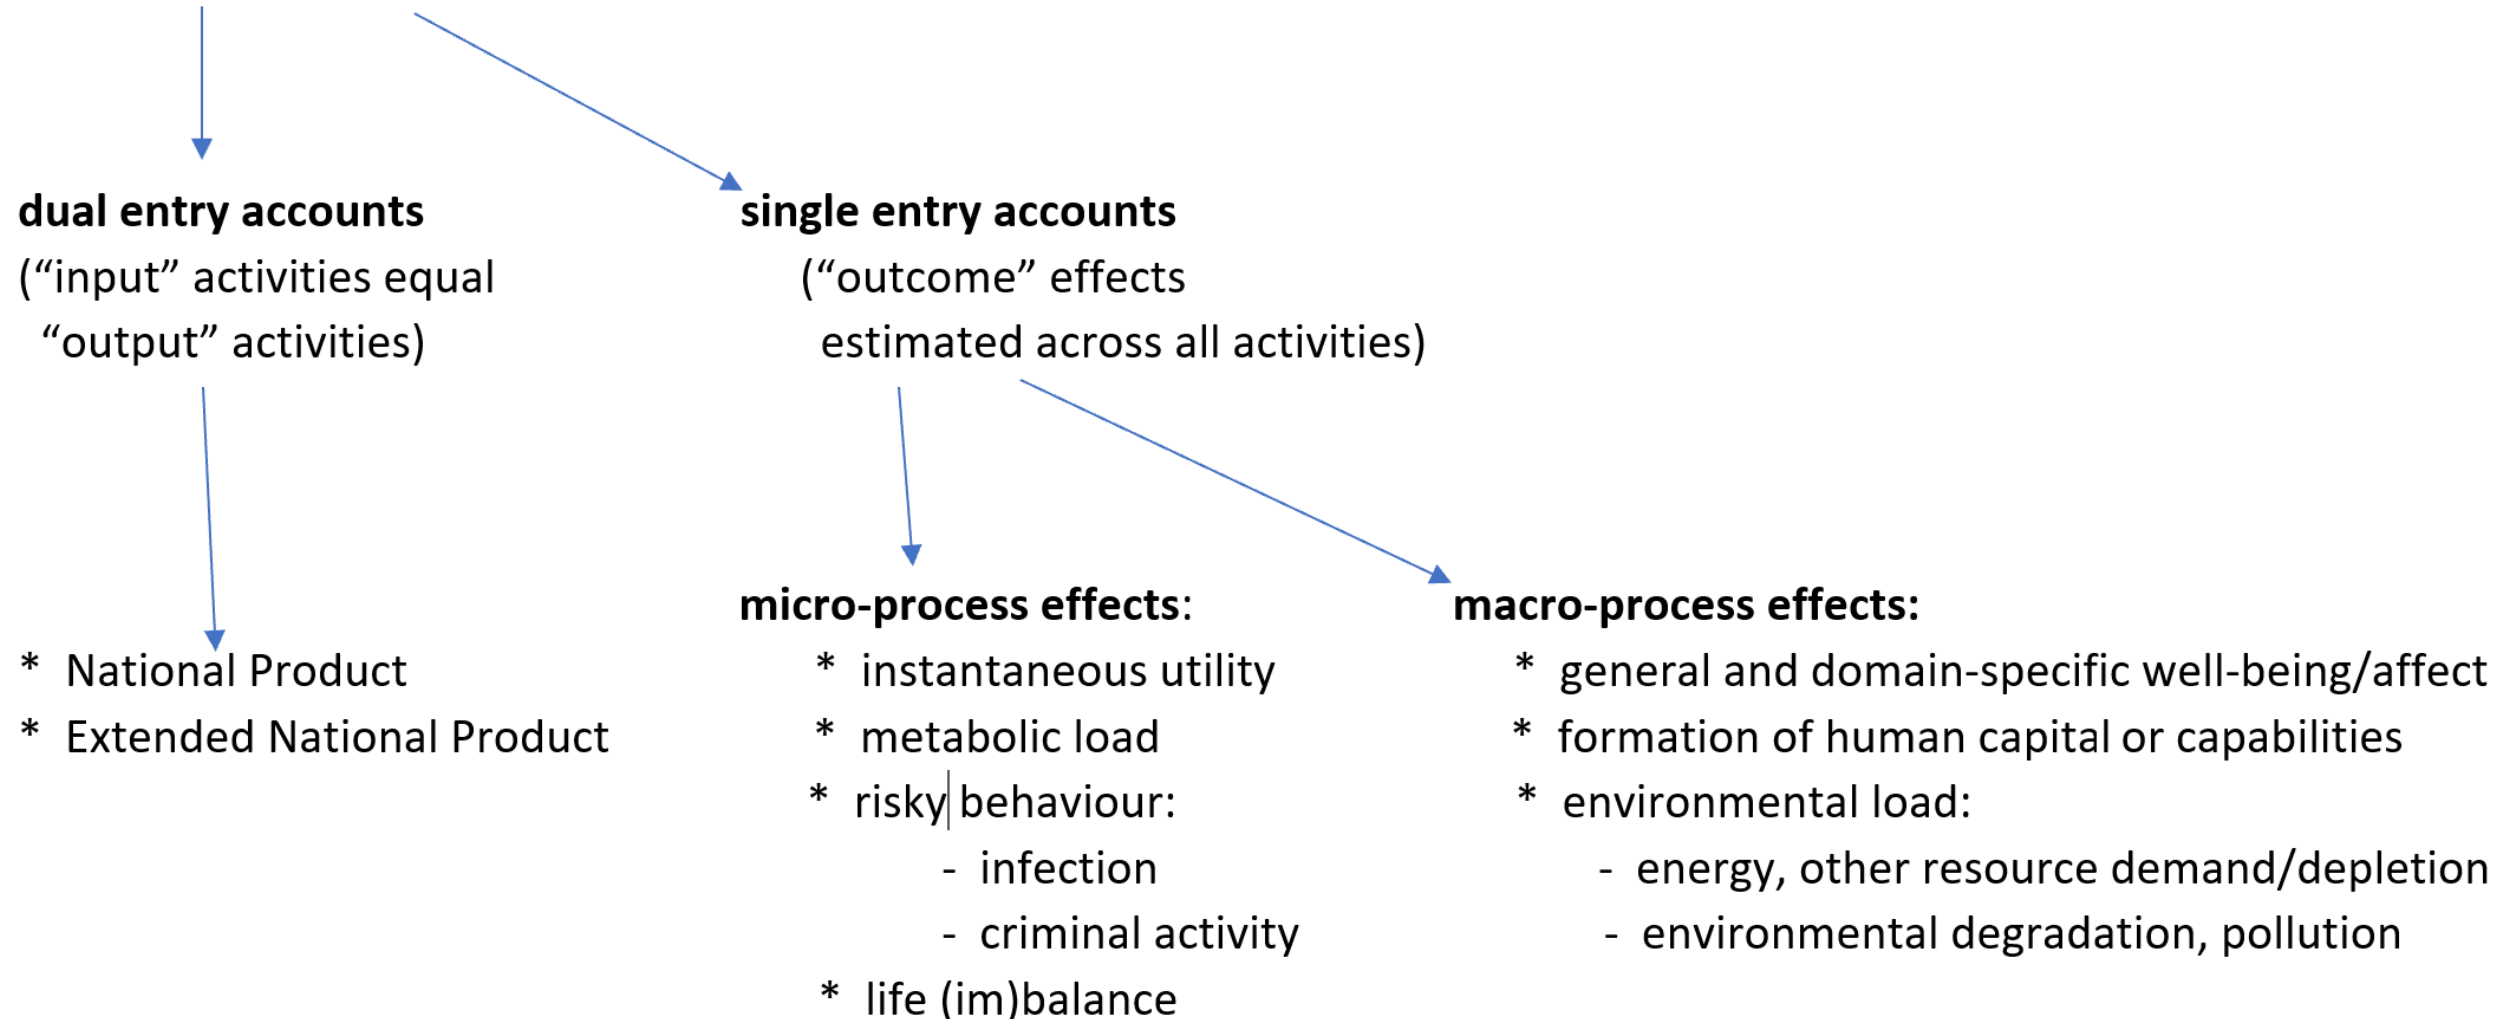 dual entry accounts
(“input” activities equal
“output” activities)
single entry accounts
(“outcome” effects
estimated across all activities)
* National Product
* Extended National Product
micro-process effects:
* instantaneous utility
* metabolic load
* risky behaviour:
- infection
- criminal activity
* life (im)balance
macro-process effects:
* general and domain-specific well-being/affect
* formation of human capital or capabilities
* environmental load:
- energy, other resource demand/depletion
- environmental degradation, pollution